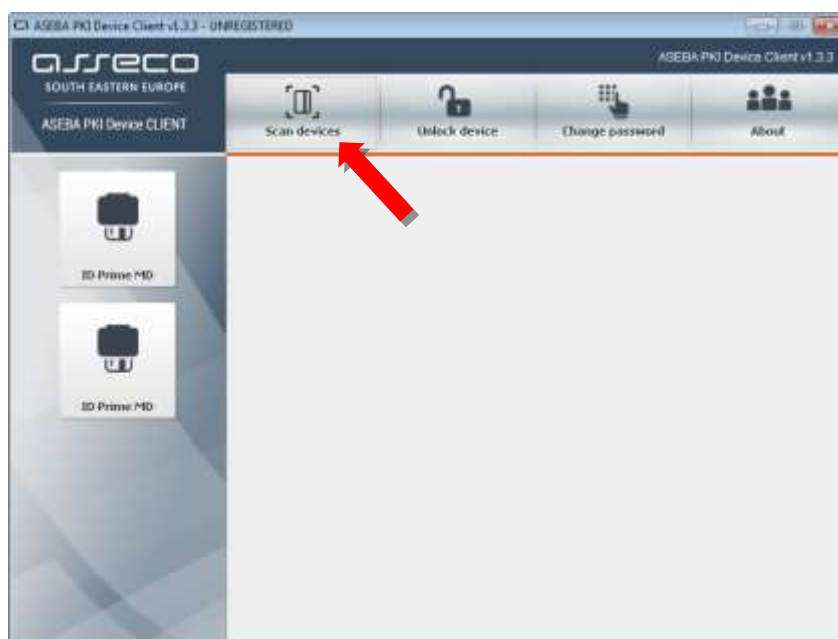 ASEBA PKI Device Client v1.3.3 - UNREGISTERED
asseco
SOUTH EASTERN EUROPE
ASEBA PKI Device CLIENT
ASEBA PKI Device Client v1.3.3
Scan devices
Unlock device
Change password
About
ID Prime MD
ID Prime MD